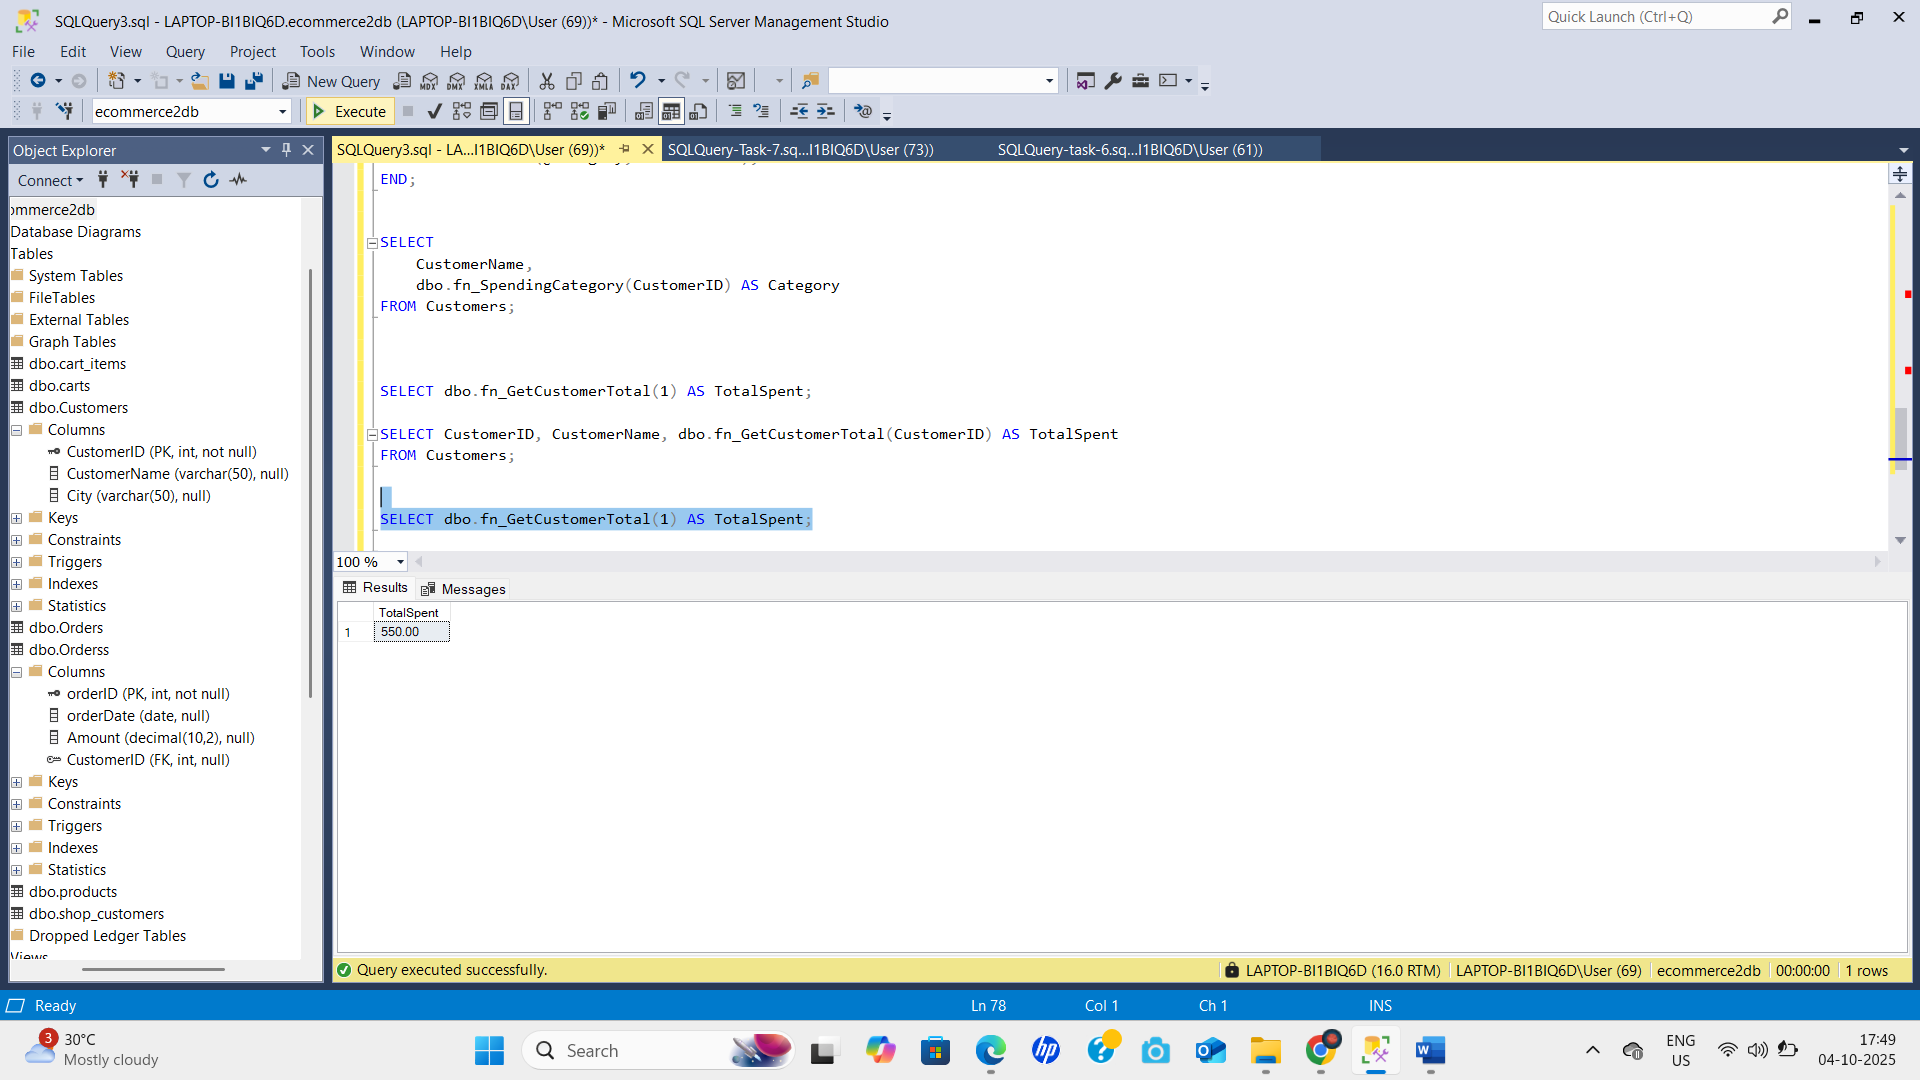 SQLQuery3.sql - LAPTOP-BI1BIQ6D.ecommerce2db (LAPTOP-BI1BIQ6D\User (69))* - Microsoft SQL Server Management Studio
Quick Launch (Ctrl+Q)
File Edit View Query Project Tools Window Help
New Query
MDX DMX XMLA DAX
ecommerce2db
Execute
Object Explorer
Connect
ommerce2db
Database Diagrams
Tables
System Tables
FileTables
External Tables
Graph Tables
dbo.cart_items
dbo.carts
dbo.Customers
Columns
CustomerID (PK, int, not null)
CustomerName (varchar(50), null)
City (varchar(50), null)
Keys
Constraints
Triggers
Indexes
Statistics
dbo.Orders
dbo.Orderss
Columns
orderID (PK, int, not null)
orderDate (date, null)
Amount (decimal(10,2), null)
CustomerID (FK, int, null)
Keys
Constraints
Triggers
Indexes
Statistics
dbo.products
dbo.shop_customers
Dropped Ledger Tables
Views
SQLQuery3.sql - LA...I1BIQ6D\User (69))*
SQLQuery-Task-7.sq...I1BIQ6D\User (73))
SQLQuery-task-6.sq...I1BIQ6D\User (61))
END;
SELECT
CustomerName,
dbo.fn_SpendingCategory(CustomerID) AS Category
FROM Customers;
SELECT dbo.fn_GetCustomerTotal(1) AS TotalSpent;
SELECT CustomerID, CustomerName, dbo.fn_GetCustomerTotal(CustomerID) AS TotalSpent
FROM Customers;
SELECT dbo.fn_GetCustomerTotal(1) AS TotalSpent;
100 %
Results Messages
TotalSpent
1 550.00
Query executed successfully.
LAPTOP-BI1BIQ6D (16.0 RTM) LAPTOP-BI1BIQ6D\User (69) ecommerce2db 00:00:00 1 rows
Ready Ln 78 Col 1 Ch 1 INS
3
30°C
Mostly cloudy
Search
ENG
US
17:49
04-10-2025